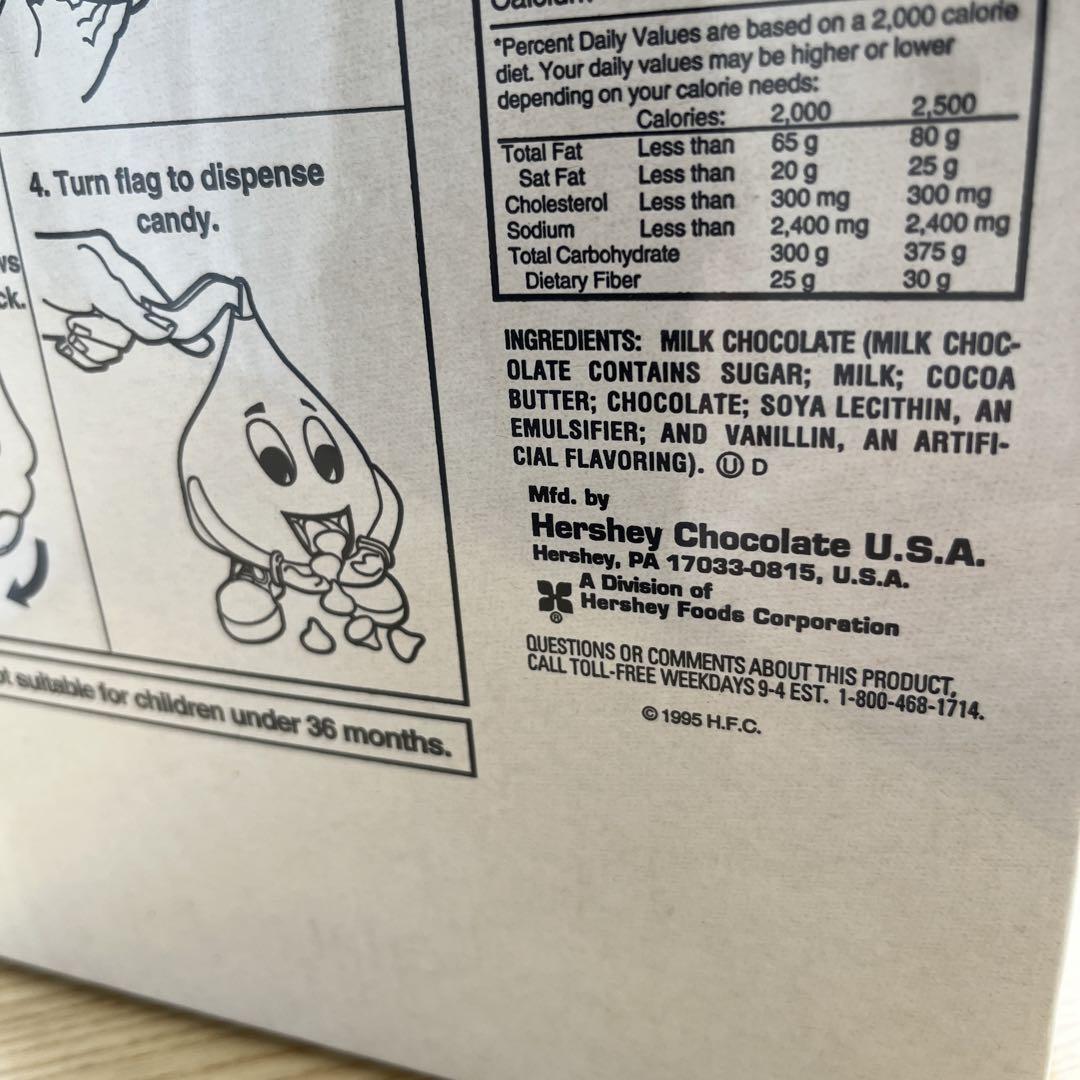 4. Turn flag to dispense
candy.
ck.
ot suitable for children under 36 months.
Calcium
*Percent Daily Values are based on a 2,000 calorie
diet. Your daily values may be higher or lower
depending on your calorie needs:
Calories: 2,000 2,500
Total Fat Less than 65 g 80 g
Sat Fat Less than 20 g 25 g
Cholesterol Less than 300 mg 300 mg
Sodium Less than 2,400 mg 2,400 mg
Total Carbohydrate 300 g 375 g
Dietary Fiber 25 g 30 g
INGREDIENTS: MILK CHOCOLATE (MILK CHOC-
OLATE CONTAINS SUGAR; MILK; COCOA
BUTTER; CHOCOLATE; SOYA LECITHIN, AN
EMULSIFIER; AND VANILLIN, AN ARTIFI-
CIAL FLAVORING). Ⓤ D
Mfd. by
Hershey Chocolate U.S.A.
Hershey, PA 17033-0815, U.S.A.
A Division of
Hershey Foods Corporation
®
QUESTIONS OR COMMENTS ABOUT THIS PRODUCT,
CALL TOLL-FREE WEEKDAYS 9-4 EST. 1-800-468-1714.
© 1995 H.F.C.